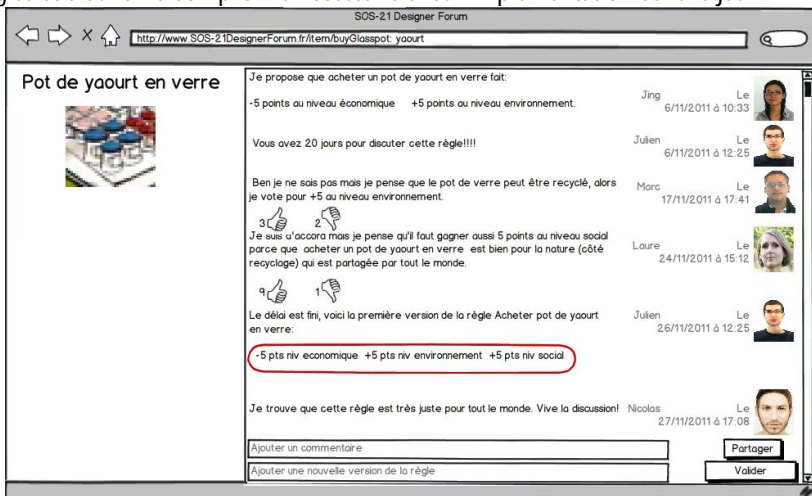 SOS-21 Designer Forum
http://www.SOS-21DesignerForum.fr/item/buyGlasspot: yaourt
Pot de yaourt en verre
Je propose que acheter un pot de yaourt en verre fait:
-5 points au niveau économique +5 points au niveau environnement.
Jing Le
6/11/2011 à 10:33
Vous avez 20 jours pour discuter cette règle!!!!
Julien Le
6/11/2011 à 12:25
Ben je ne sais pas mais je pense que le pot de verre peut être recyclé, alors
je vote pour +5 au niveau environnement.
Marc Le
17/11/2011 à 17:41
3 2
Je suis d'accora mais je pense qu'il faut gagner aussi 5 points au niveau social
parce que acheter un pot de yaourt en verre est bien pour la nature (côté
recyclage) qui est partagée par tout le monde.
Laure Le
24/11/2011 à 15:12
9 1
Le délai est fini, voici la première version de la règle Acheter pot de yaourt
en verre:
Julien Le
26/11/2011 à 12:25
-5 pts niv economique +5 pts niv environnement +5 pts niv social
Je trouve que cette règle est très juste pour tout le monde. Vive la discussion!
Nicolas Le
27/11/2011 à 17:08
Ajouter un commentaire
Partager
Ajouter une nouvelle version de la règle
Valider